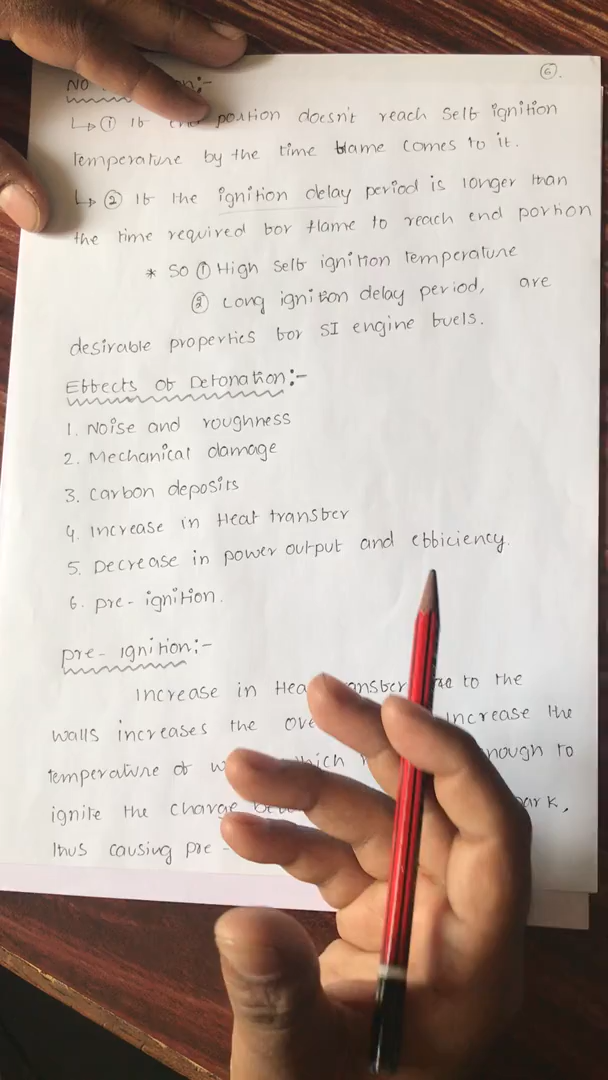 6.
No :-
↳ ① If end portion doesn't reach self ignition
temperature by the time flame comes to it.
↳ ② If the ignition delay period is longer than
the time required for flame to reach end portion
* So ① High self ignition temperature
② Long ignition delay period, are
desirable properties for SI engine fuels.
Effects of Detonation:-
1. Noise and roughness
2. Mechanical damage
3. Carbon deposits
4. Increase in Heat transfer
5. Decrease in power output and efficiency.
6. Pre-ignition.
Pre-ignition:-
Increase in to the
walls increases the increase the
temperature of to
ignite the charge
thus causing pre-